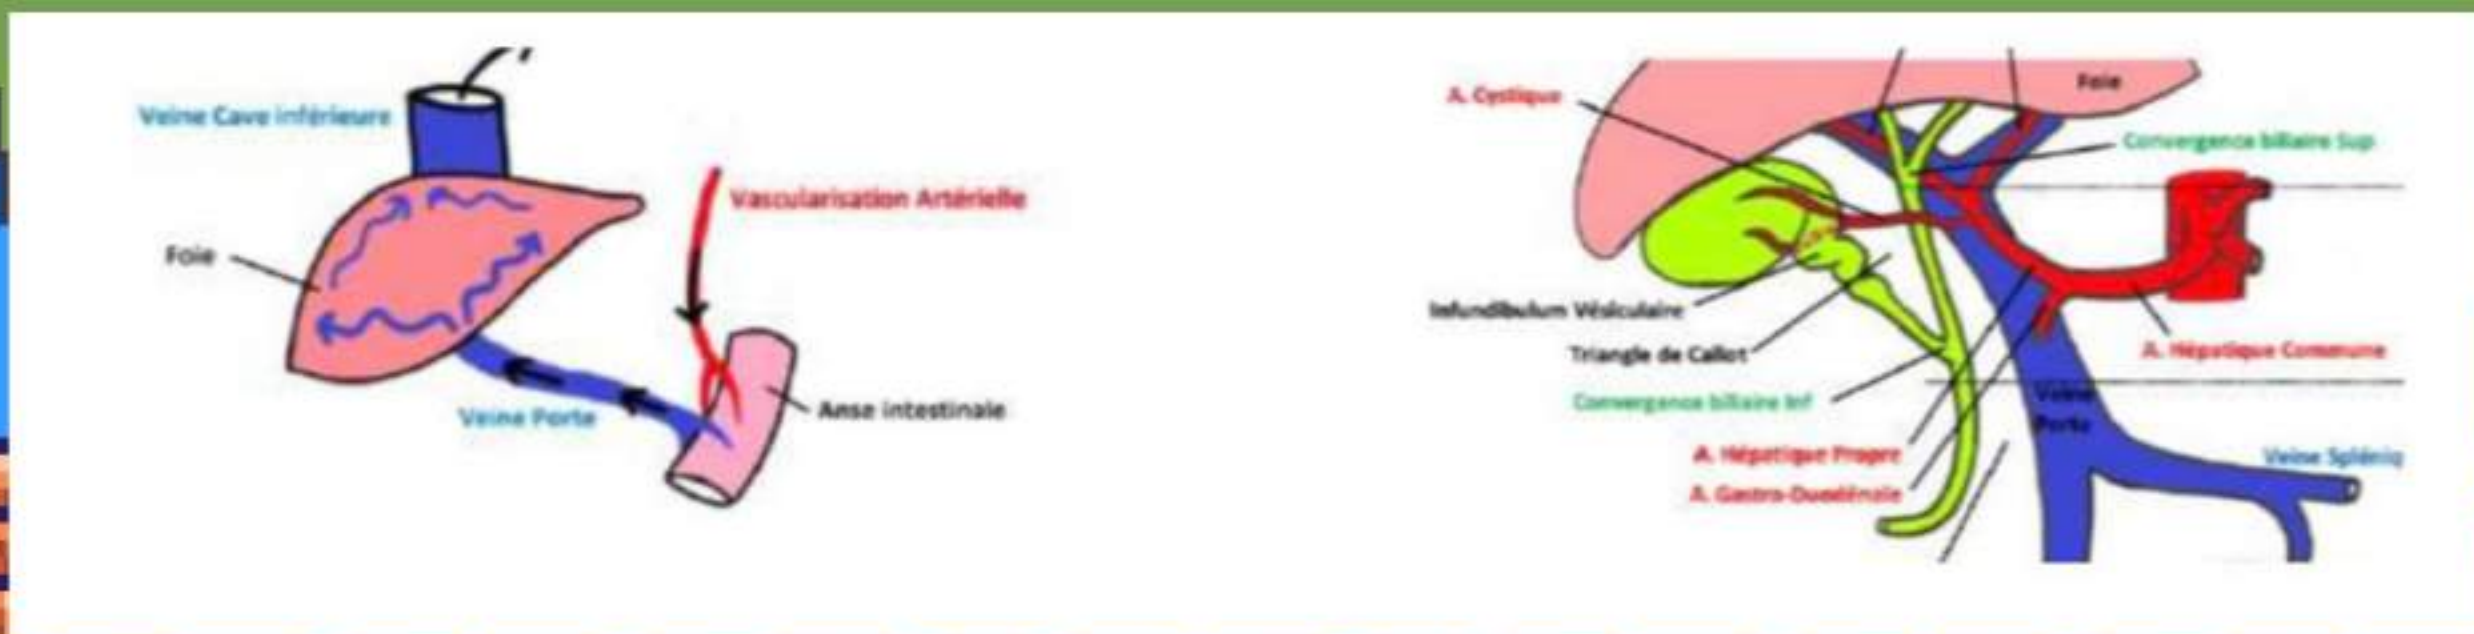 Veine Cave inférieure
Vascularisation Artérielle
Foie
Veine Porte
Anse intestinale
Foie
A. Cystique
Convergence biliaire Sup
Infundibulum Vésiculaire
Triangle de Callot
A. Hépatique Commune
Convergence biliaire Inf
Veine
Porte
A. Hépatique Propre
Veine Spléniq
A. Gastro-Duodénale